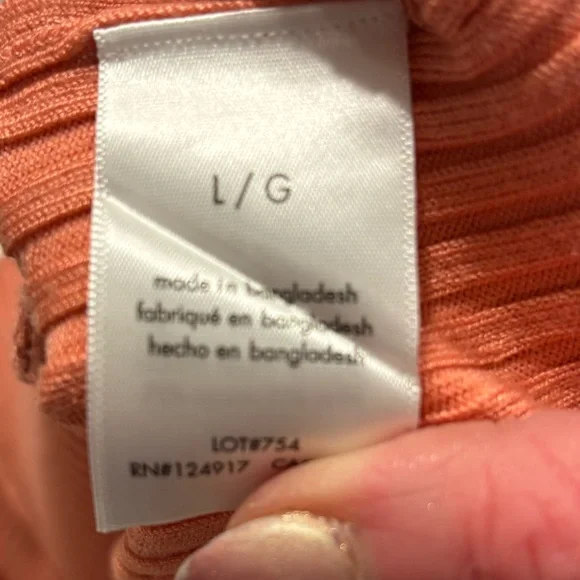 L / G
made in bangladesh
fabriqué en bangladesh
hecho en bangladesh
LOT#754
RN#124917